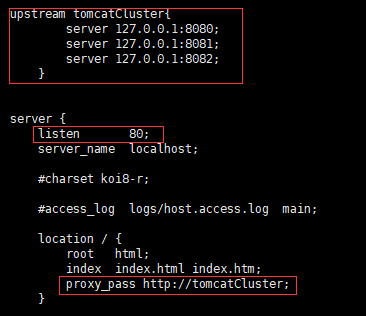 upstream tomcatCluster{
server 127.0.0.1:8080;
server 127.0.0.1:8081;
server 127.0.0.1:8082;
}
server {
listen 80;
server_name localhost;
#charset koi8-r;
#access_log logs/host.access.log main;
location / {
root html;
index index.html index.htm;
proxy_pass http://tomcatCluster;
}